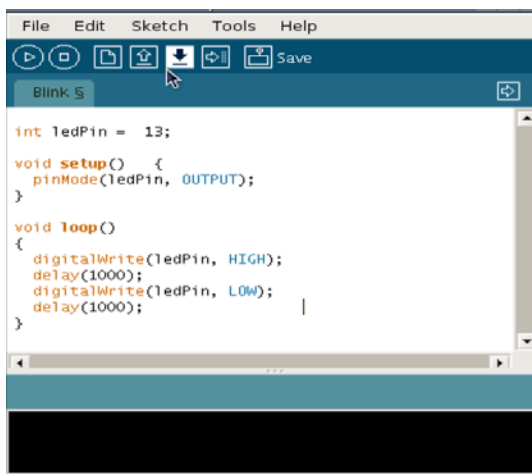 File Edit Sketch Tools Help
Save
Blink §
int ledPin =  13;
void setup()   {
  pinMode(ledPin, OUTPUT);
}
void loop()
{
  digitalWrite(ledPin, HIGH);
  delay(1000);
  digitalWrite(ledPin, LOW);
  delay(1000);
}